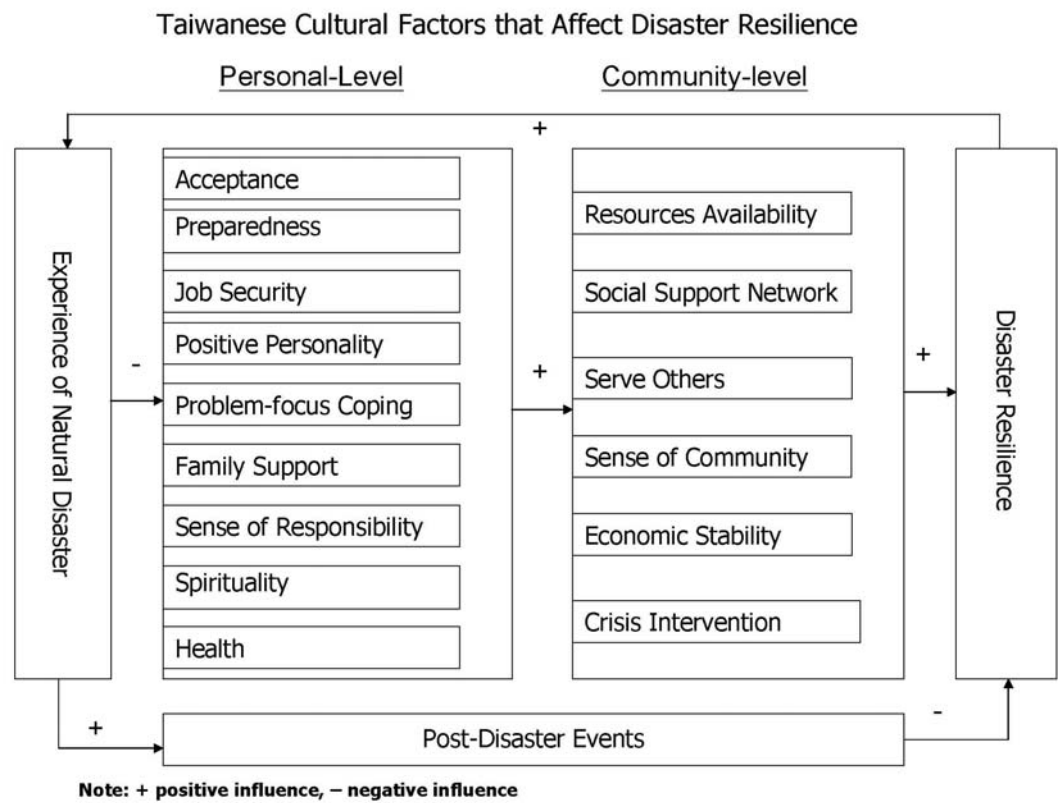 Taiwanese Cultural Factors that Affect Disaster Resilience
Personal-Level
Community-level
+
Experience of Natural Disaster
-
Acceptance
Preparedness
Job Security
Positive Personality
Problem-focus Coping
Family Support
Sense of Responsibility
Spirituality
Health
+
Resources Availability
Social Support Network
Serve Others
Sense of Community
Economic Stability
Crisis Intervention
+
Disaster Resilience
+
Post-Disaster Events
-
Note: + positive influence, – negative influence